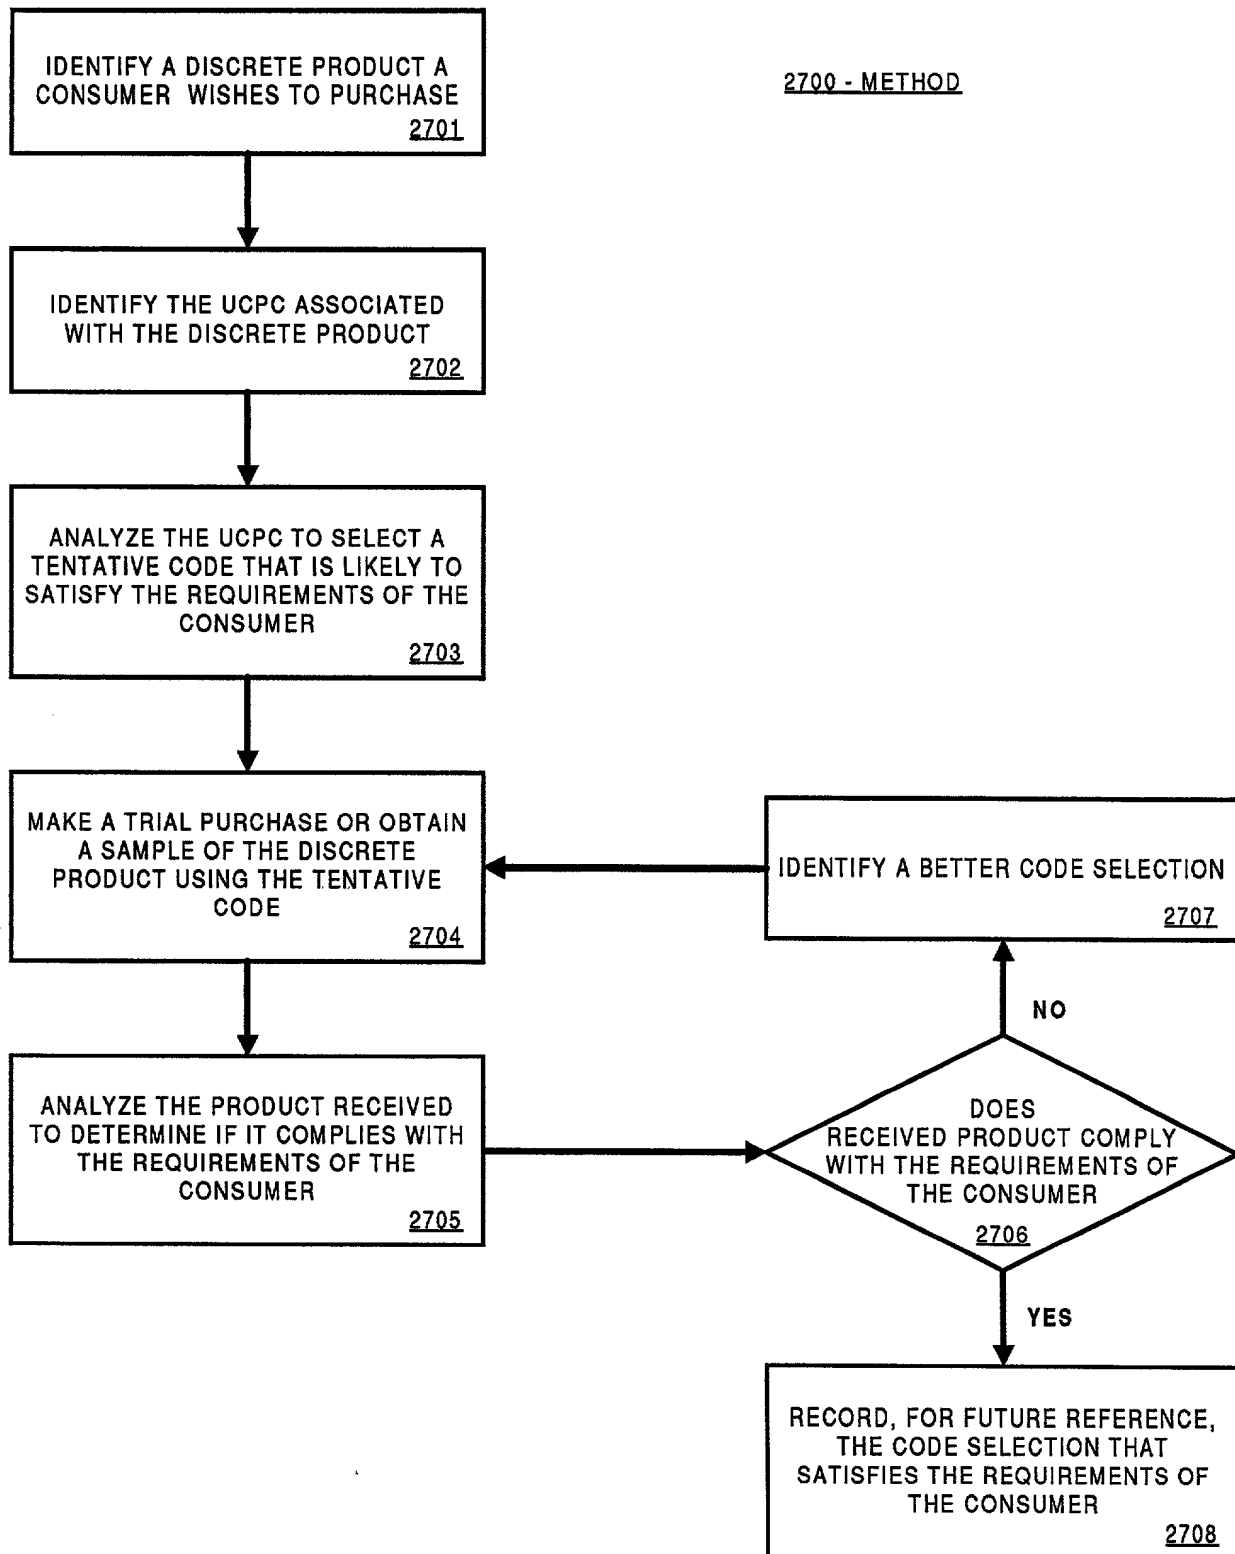 IDENTIFY A DISCRETE PRODUCT A
CONSUMER WISHES TO PURCHASE
2701
2700 - METHOD
IDENTIFY THE UCPC ASSOCIATED
WITH THE DISCRETE PRODUCT
2702
ANALYZE THE UCPC TO SELECT A
TENTATIVE CODE THAT IS LIKELY TO
SATISFY THE REQUIREMENTS OF THE
CONSUMER
2703
MAKE A TRIAL PURCHASE OR OBTAIN
A SAMPLE OF THE DISCRETE
PRODUCT USING THE TENTATIVE
CODE
2704
IDENTIFY A BETTER CODE SELECTION
2707
NO
ANALYZE THE PRODUCT RECEIVED
TO DETERMINE IF IT COMPLIES WITH
THE REQUIREMENTS OF THE
CONSUMER
2705
DOES
RECEIVED PRODUCT COMPLY
WITH THE REQUIREMENTS OF
THE CONSUMER
2706
YES
RECORD, FOR FUTURE REFERENCE,
THE CODE SELECTION THAT
SATISFIES THE REQUIREMENTS OF
THE CONSUMER
2708